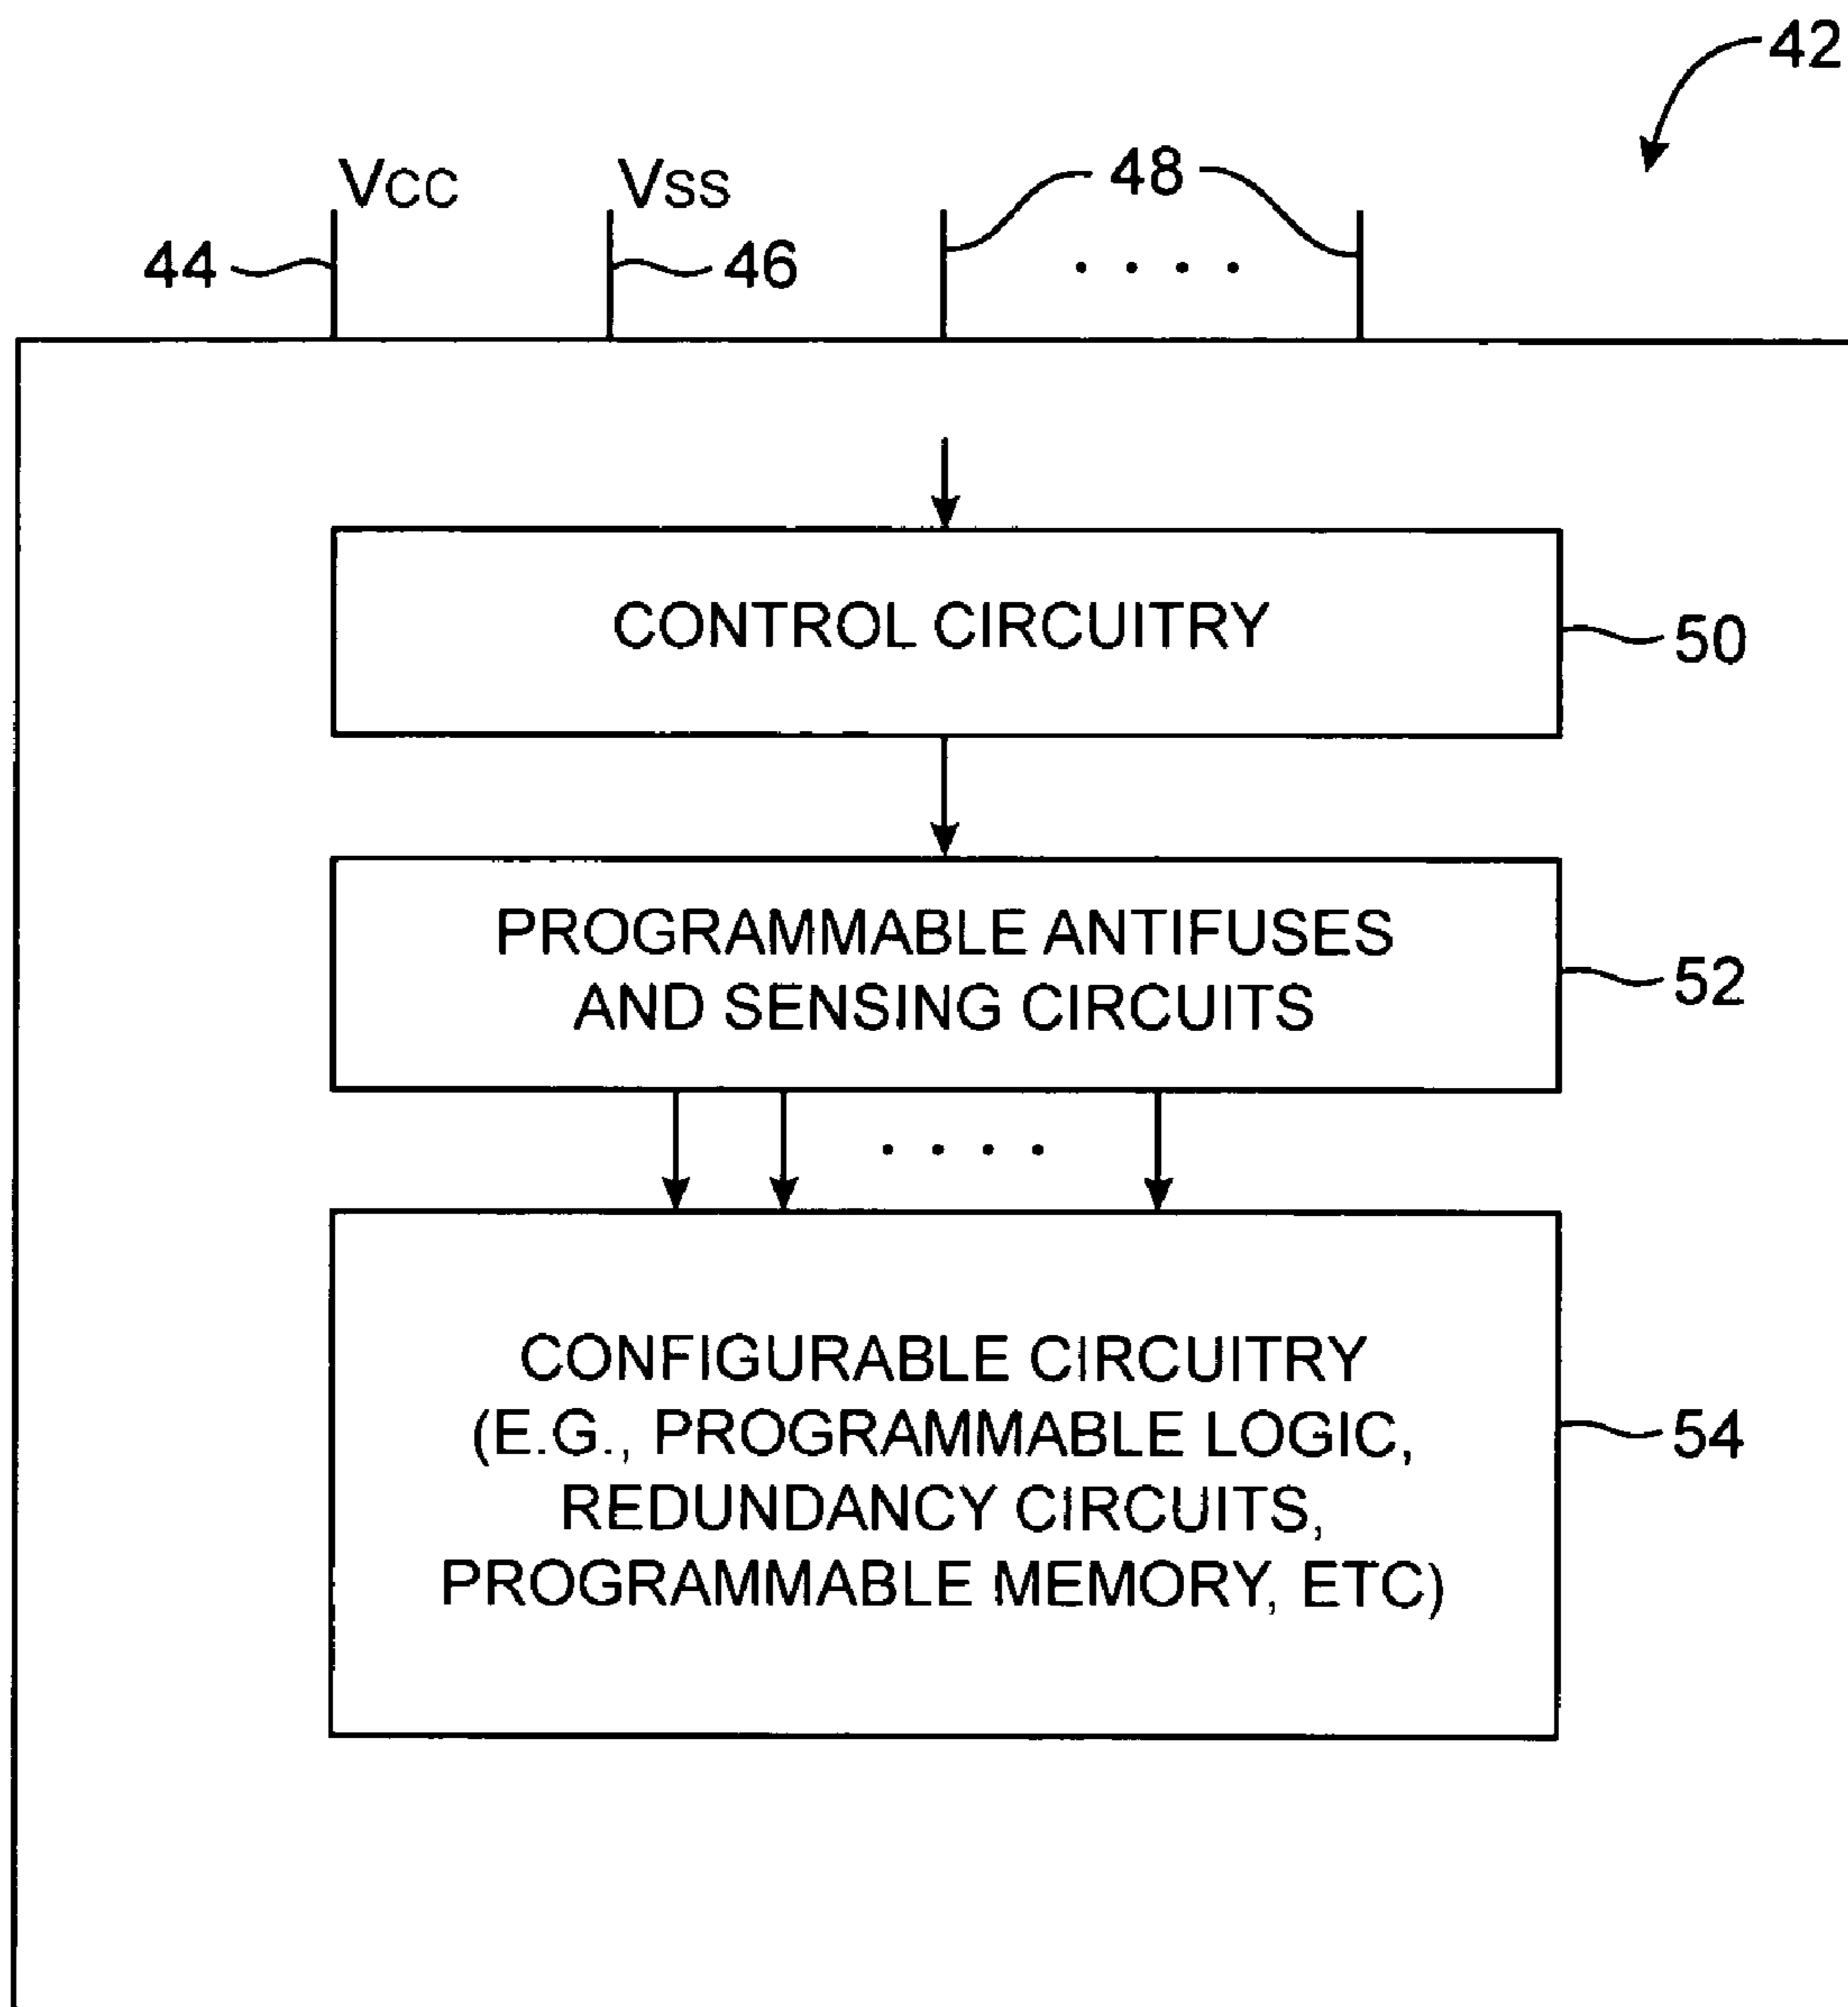 42
VCC VSS 48
44 46 . . . .
CONTROL CIRCUITRY
50
PROGRAMMABLE ANTIFUSES
AND SENSING CIRCUITS
52
. . . .
CONFIGURABLE CIRCUITRY
(E.G., PROGRAMMABLE LOGIC,
REDUNDANCY CIRCUITS,
PROGRAMMABLE MEMORY, ETC)
54